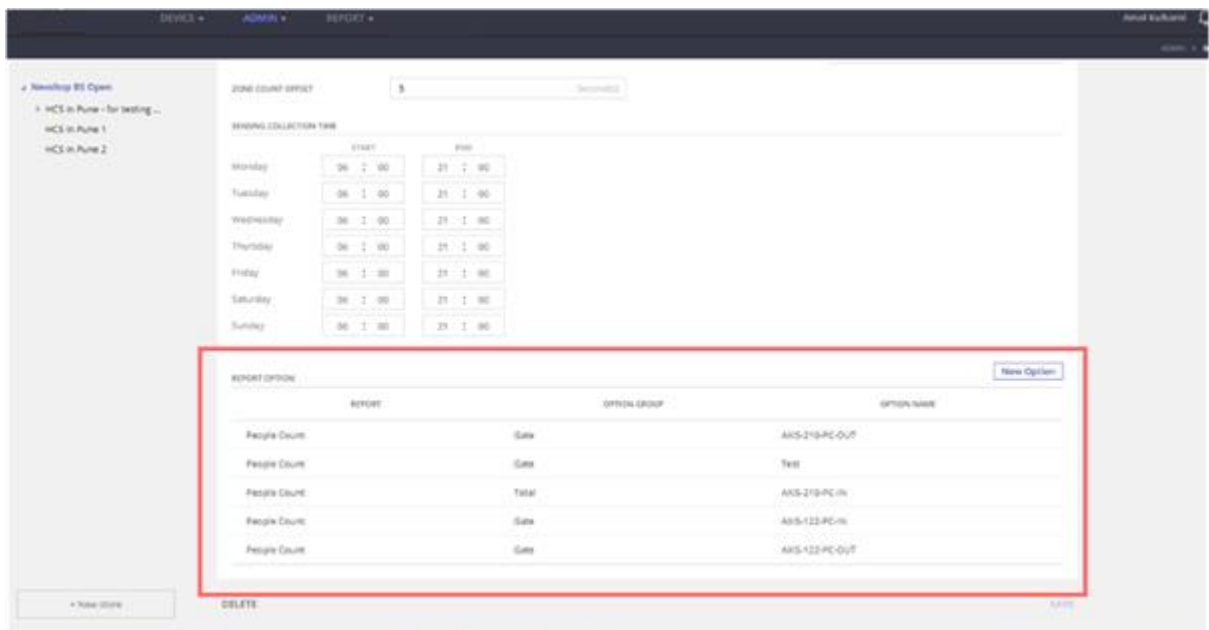 DEVICE ADMIN REPORT Amol Kulkarni
ADMIN >
Newshop BS Open
HCS in Pune - for testing ...
HCS in Pune 1
HCS in Pune 2
ZONE COUNT OFFSET 5 Second(s)
SENSING COLLECTION TIME
START END
Monday 06 : 00 21 : 00
Tuesday 06 : 00 21 : 00
Wednesday 06 : 00 21 : 00
Thursday 06 : 00 21 : 00
Friday 06 : 00 21 : 00
Saturday 06 : 00 21 : 00
Sunday 06 : 00 21 : 00
REPORT OPTION New Option
REPORT OPTION GROUP OPTION NAME
People Count Gate AXIS-210-PC-OUT
People Count Gate Test
People Count Total AXIS-210-PC-IN
People Count Gate AXIS-122-PC-IN
People Count Gate AXIS-122-PC-OUT
+ New store DELETE SAVE